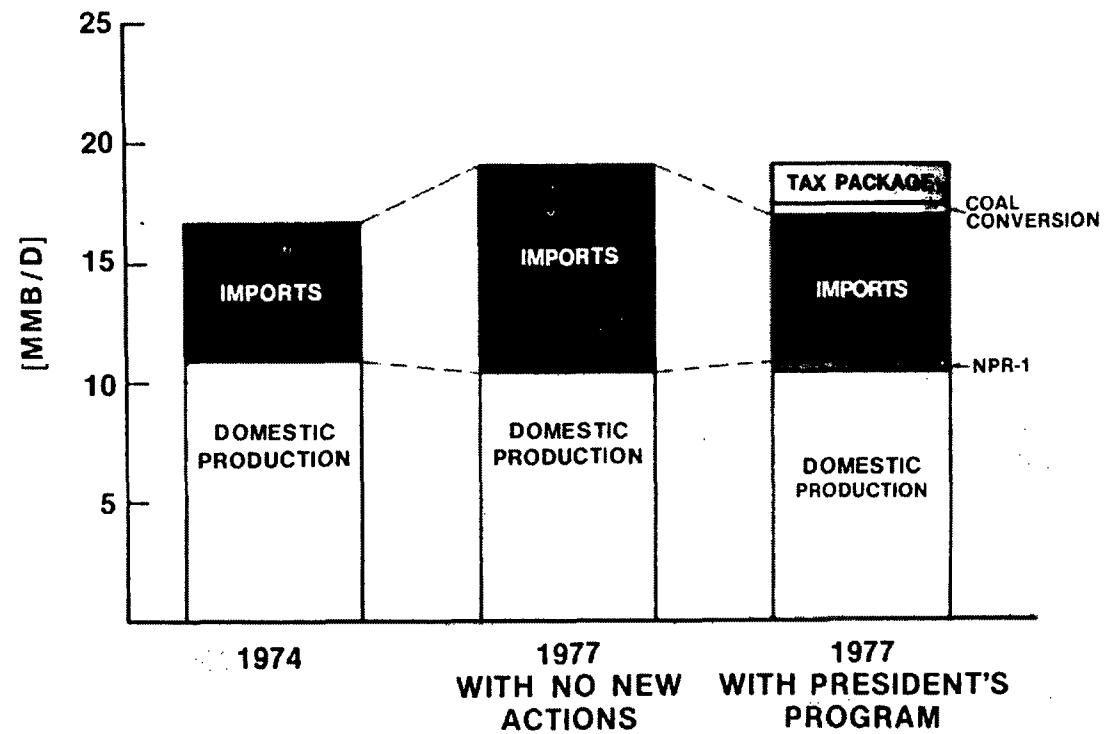 25
20
15
10
5
[MMB/D]
IMPORTS
DOMESTIC
PRODUCTION
IMPORTS
DOMESTIC
PRODUCTION
TAX PACKAGE
COAL
CONVERSION
IMPORTS
NPR-1
DOMESTIC
PRODUCTION
1974
1977
WITH NO NEW
ACTIONS
1977
WITH PRESIDENT'S
PROGRAM